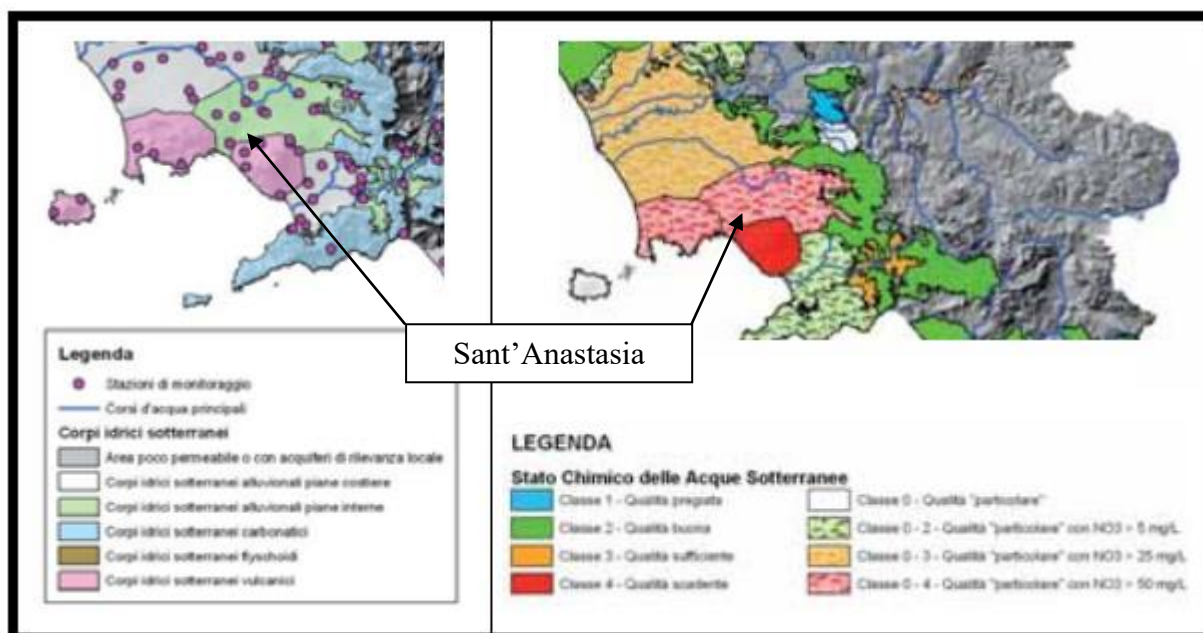 Sant’Anastasia
Legenda
Stazioni di monitoraggio
Corsi d'acqua principali
Corpi idrici sotterranei
Area poco permeabile o con acquiferi di rilevanza locale
Corpi idrici sotterranei alluvionali piane costiere
Corpi idrici sotterranei alluvionali piane interne
Corpi idrici sotterranei carbonatici
Corpi idrici sotterranei flyschoidi
Corpi idrici sotterranei vulcanici
LEGENDA
Stato Chimico delle Acque Sotterranee
Classe 1 - Qualità pregiata
Classe 2 - Qualità buona
Classe 3 - Qualità sufficiente
Classe 4 - Qualità scadente
Classe 0 - Qualità "particolare"
Classe 0 - 2 - Qualità "particolare" con NO3 > 5 mg/L
Classe 0 - 3 - Qualità "particolare" con NO3 > 25 mg/L
Classe 0 - 4 - Qualità "particolare" con NO3 > 50 mg/L